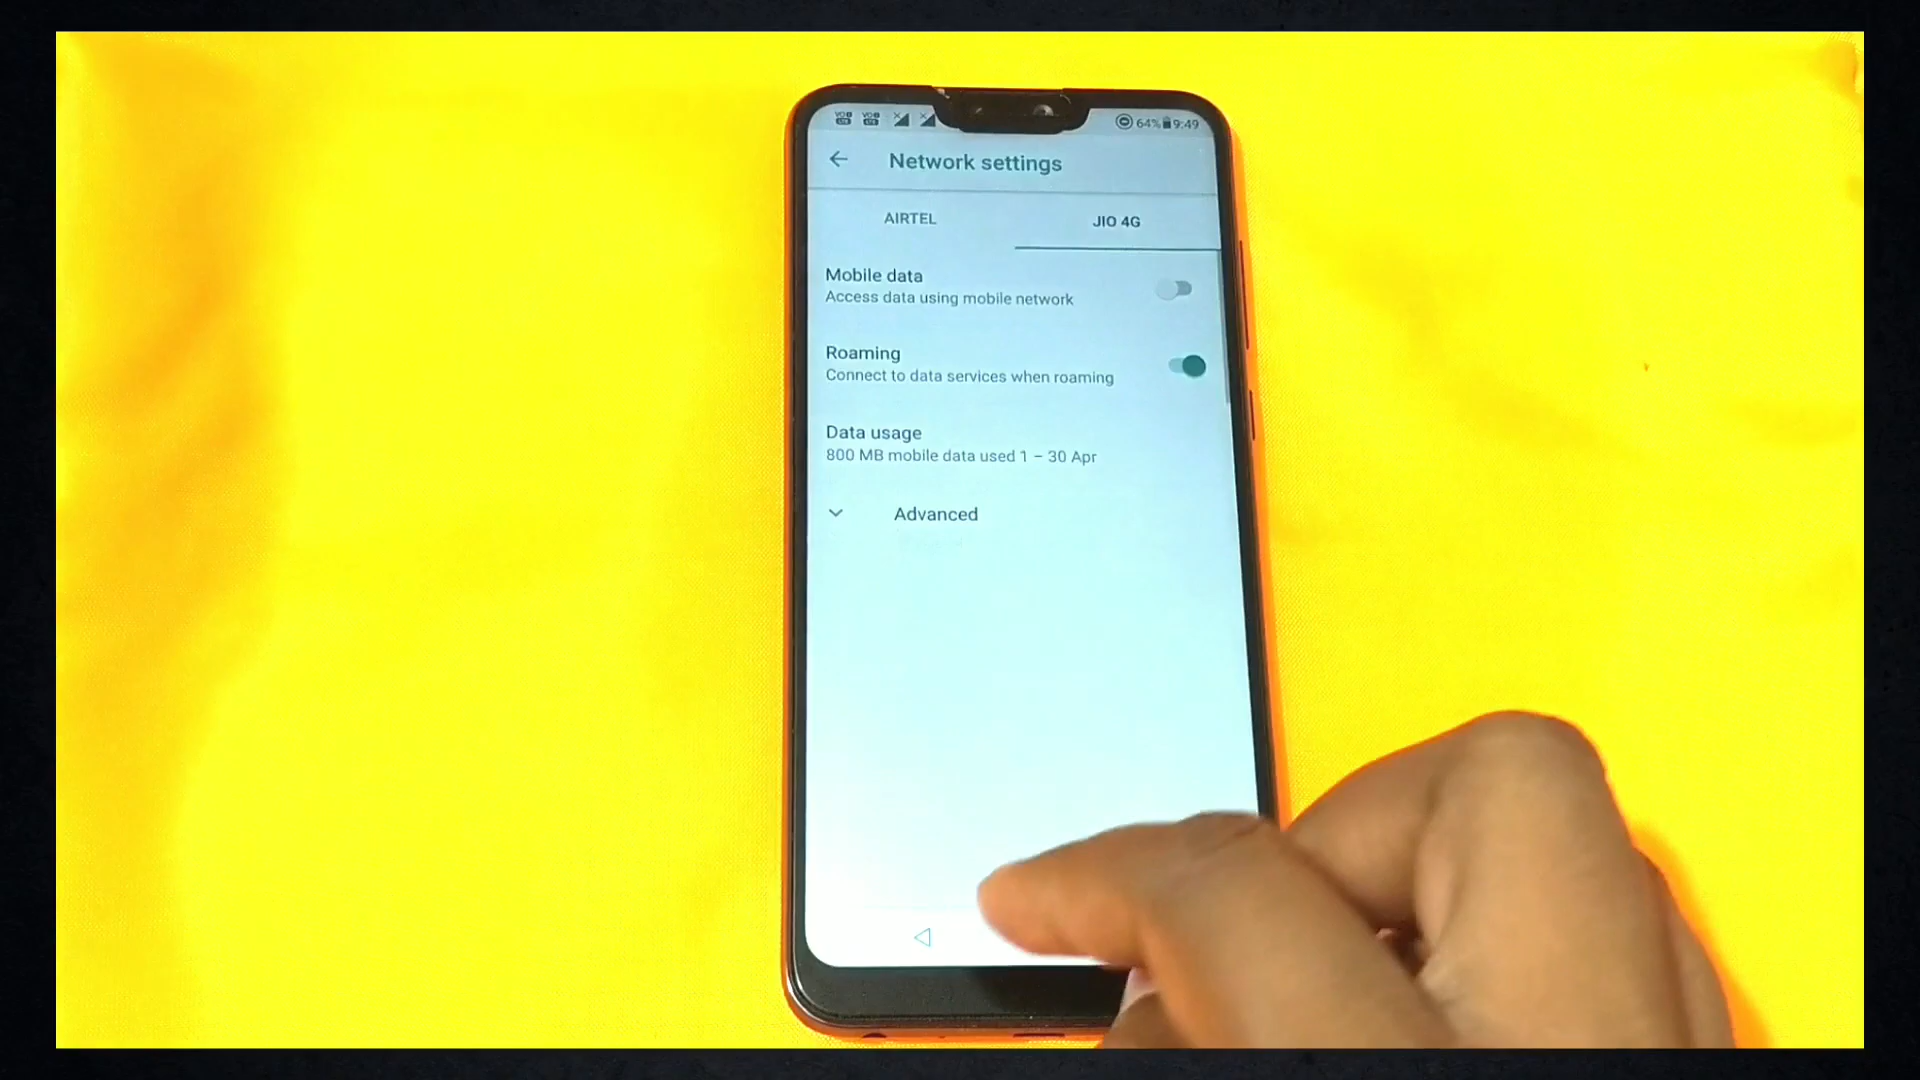 64% 9:49
Network settings
AIRTEL JIO 4G
Mobile data
Access data using mobile network
Roaming
Connect to data services when roaming
Data usage
800 MB mobile data used 1 – 30 Apr
Advanced